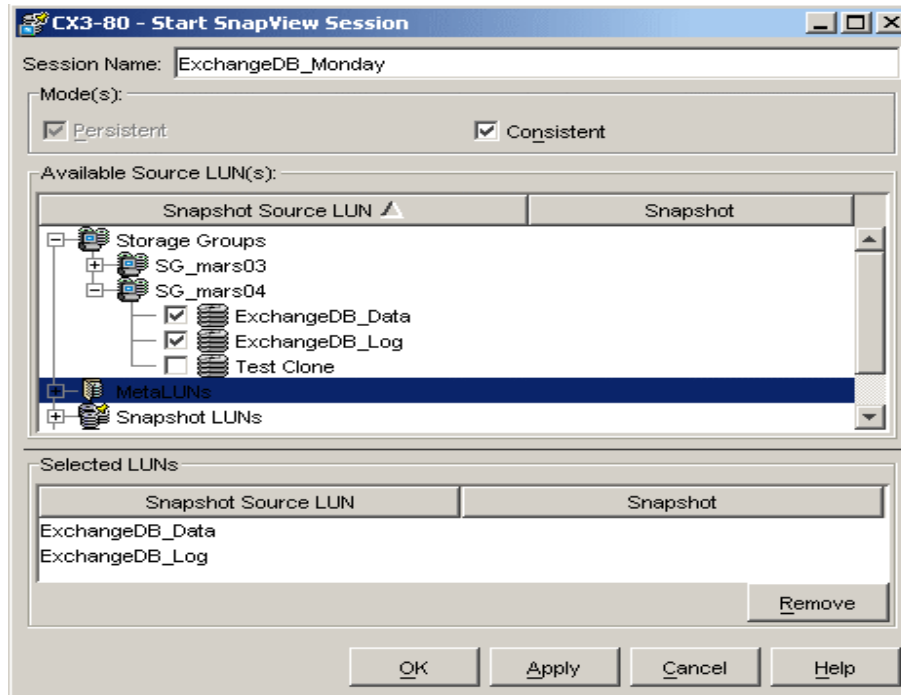 CX3-80 - Start SnapView Session
Session Name: ExchangeDB_Monday
Mode(s):
Persistent Consistent
Available Source LUN(s):
Snapshot Source LUN Snapshot
Storage Groups
SG_mars03
SG_mars04
ExchangeDB_Data
ExchangeDB_Log
Test Clone
MetaLUNs
Snapshot LUNs
Selected LUNs
Snapshot Source LUN Snapshot
ExchangeDB_Data
ExchangeDB_Log
Remove
OK Apply Cancel Help